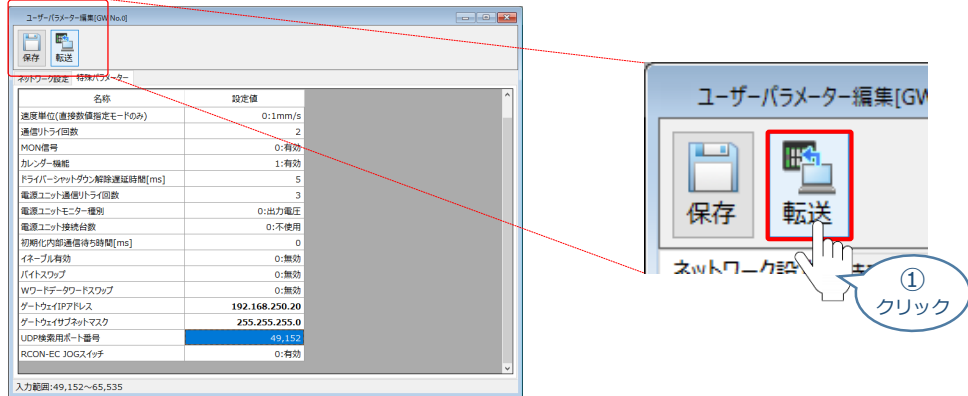 ユーザーパラメーター編集[GW No.0]
保存 転送
ネットワーク設定 特殊パラメーター
名称 設定値
速度単位(直接数値指定モードのみ) 0:1mm/s
通信リトライ回数 2
MON信号 0:有効
カレンダー機能 1:有効
ドライバーシャットダウン解除遅延時間[ms] 5
電源ユニット通信リトライ回数 3
電源ユニットモニター種別 0:出力電圧
電源ユニット接続台数 0:不使用
初期化内部通信待ち時間[ms] 0
イネーブル有効 0:無効
バイトスワップ 0:無効
Wワードデータワードスワップ 0:無効
ゲートウェイIPアドレス 192.168.250.20
ゲートウェイサブネットマスク 255.255.255.0
UDP検索用ポート番号 49,152
RCON-EC JOGスイッチ 0:有効
入力範囲:49,152～65,535
ユーザーパラメーター編集[GW
保存 転送
ネットワーク設
①
クリック